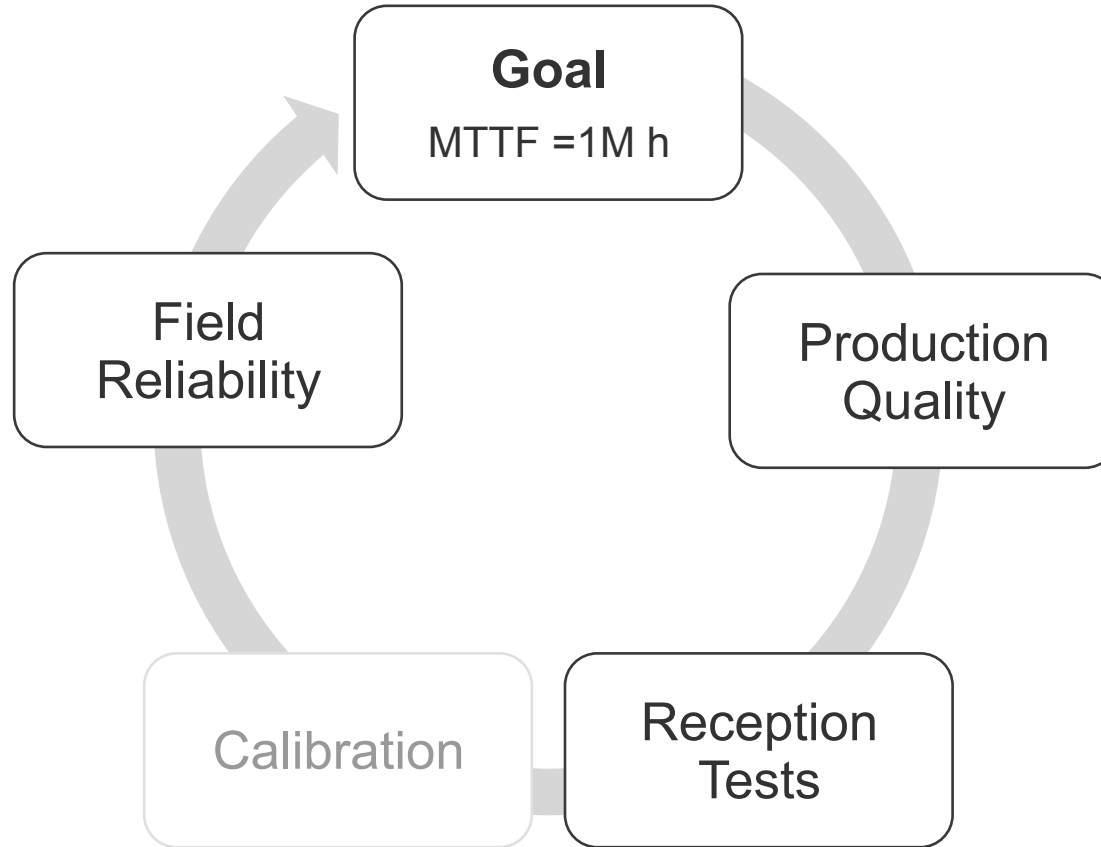 Goal
MTTF =1M h
Field
Reliability
Production
Quality
Calibration
Reception
Tests